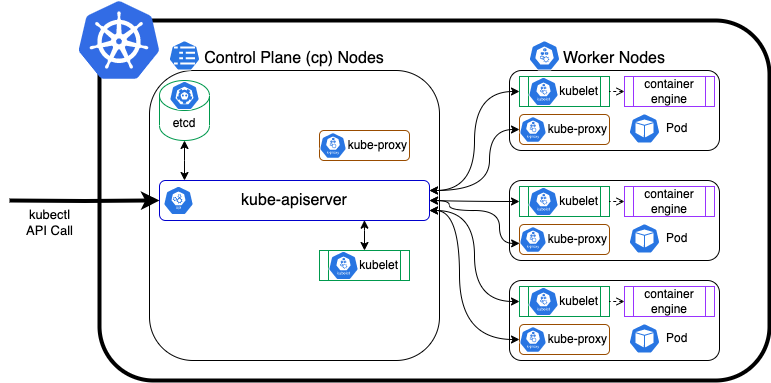 Control Plane (cp) Nodes
Worker Nodes
etcd
kube-proxy
kube-apiserver
kubectl
API Call
kubelet
kubelet
container
engine
kube-proxy
Pod
kubelet
container
engine
kube-proxy
Pod
kubelet
container
engine
kube-proxy
Pod